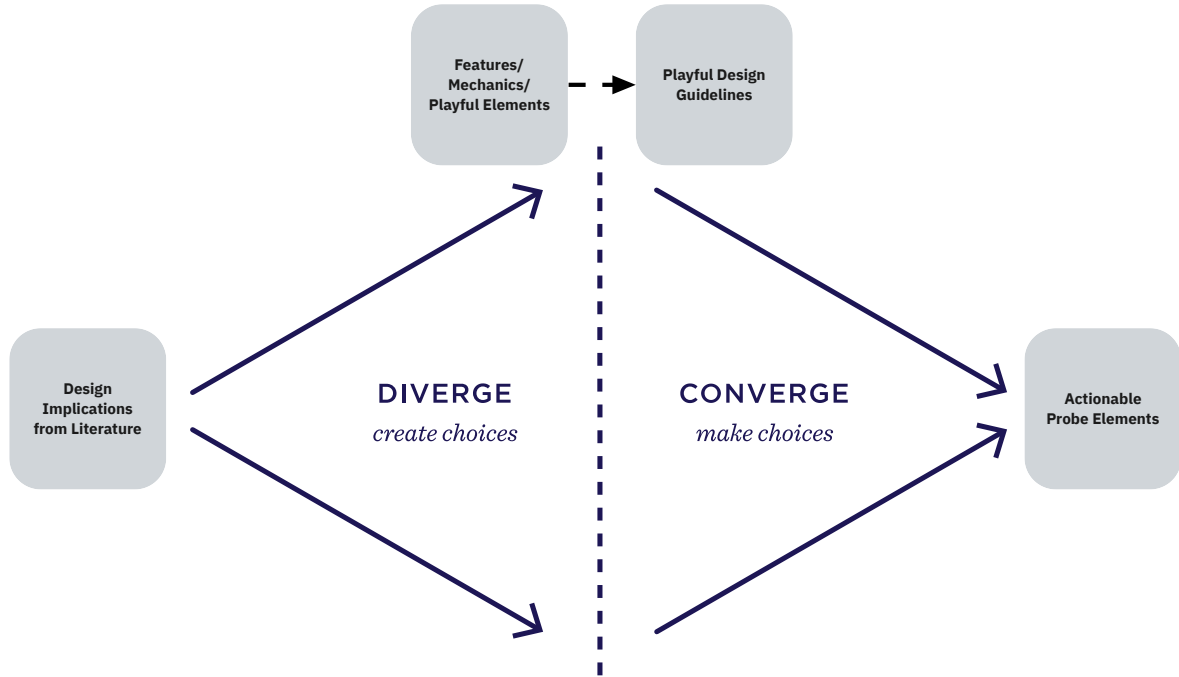 Features/
Mechanics/
Playful Elements
Playful Design
Guidelines
Design
Implications
from Literature
DIVERGE
create choices
CONVERGE
make choices
Actionable
Probe Elements